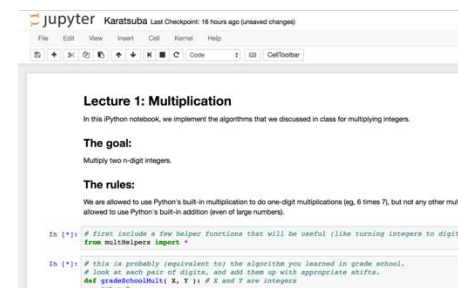 jupyter Karatsuba Last Checkpoint: 16 hours ago (unsaved changes)
File Edit View Insert Cell Kernel Help
Code CellToolbar
Lecture 1: Multiplication
In this iPython notebook, we implement the algorithms that we discussed in class for multiplying integers.
The goal:
Multiply two n-digit integers.
The rules:
We are allowed to use Python's built-in multiplication to do one-digit multiplications (eg, 6 times 7), but not any other mul
allowed to use Python's built-in addition (even of large numbers).
In [*]: # first include a few helper functions that will be useful (like turning integers to digit
from multHelpers import *
In [*]: # this is probably (equivalent to) the algorithm you learned in grade school.
# look at each pair of digits, and add them up with appropriate shifts.
def gradeSchoolMult( X, Y ): # X and Y are integers